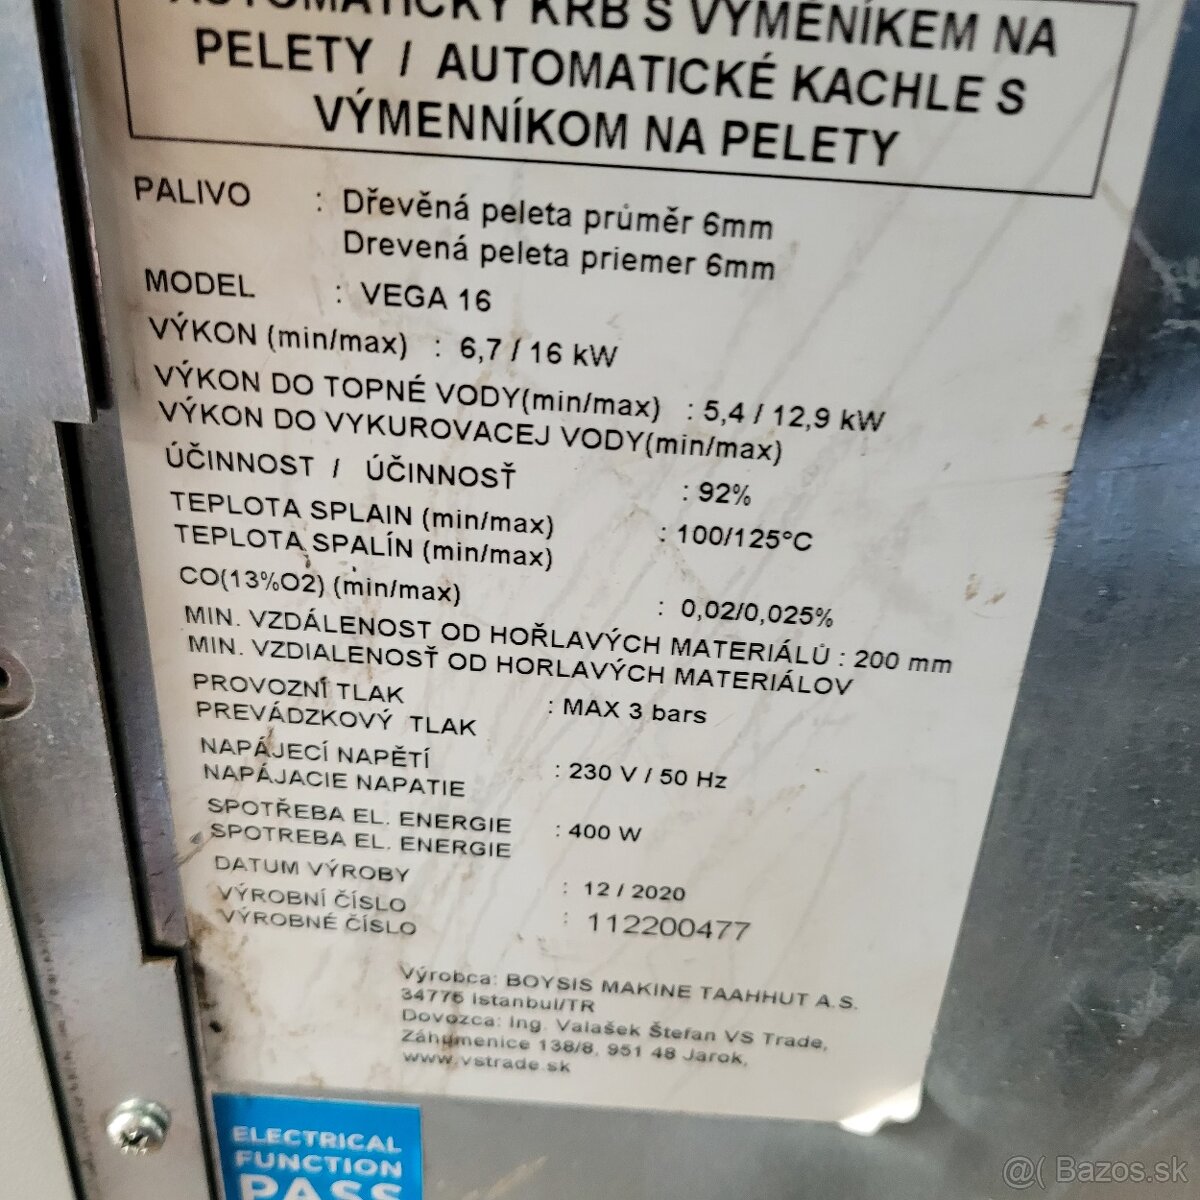 AUTOMATICKÝ KRB S VÝMĚNÍKEM NA
PELETY / AUTOMATICKÉ KACHLE S
VÝMENNÍKOM NA PELETY
PALIVO : Dřevěná peleta průměr 6mm
Drevená peleta priemer 6mm
MODEL : VEGA 16
VÝKON (min/max) : 6,7 / 16 kW
VÝKON DO TOPNÉ VODY(min/max) : 5,4 / 12,9 kW
VÝKON DO VYKUROVACEJ VODY(min/max)
ÚČINNOST / ÚČINNOSŤ : 92%
TEPLOTA SPLAIN (min/max) : 100/125°C
TEPLOTA SPALÍN (min/max)
CO(13%O2) (min/max) : 0,02/0,025%
MIN. VZDÁLENOST OD HOŘLAVÝCH MATERIÁLŮ : 200 mm
MIN. VZDIALENOSŤ OD HORLAVÝCH MATERIÁLOV
PROVOZNÍ TLAK : MAX 3 bars
PREVÁDZKOVÝ TLAK
NAPÁJECÍ NAPĚTÍ : 230 V / 50 Hz
NAPÁJACIE NAPATIE
SPOTŘEBA EL. ENERGIE : 400 W
SPOTREBA EL. ENERGIE
DATUM VÝROBY : 12 / 2020
VÝROBNÍ ČÍSLO : 112200477
VÝROBNÉ ČÍSLO
Výrobca: BOYSIS MAKINE TAAHHUT A.S.
34775 Istanbul/TR
Dovozca: Ing. Valašek Štefan VS Trade,
Záhumenice 138/8, 951 48 Jarok,
www.vstrade.sk
ELECTRICAL
FUNCTION
PASS
@( Bazos.sk